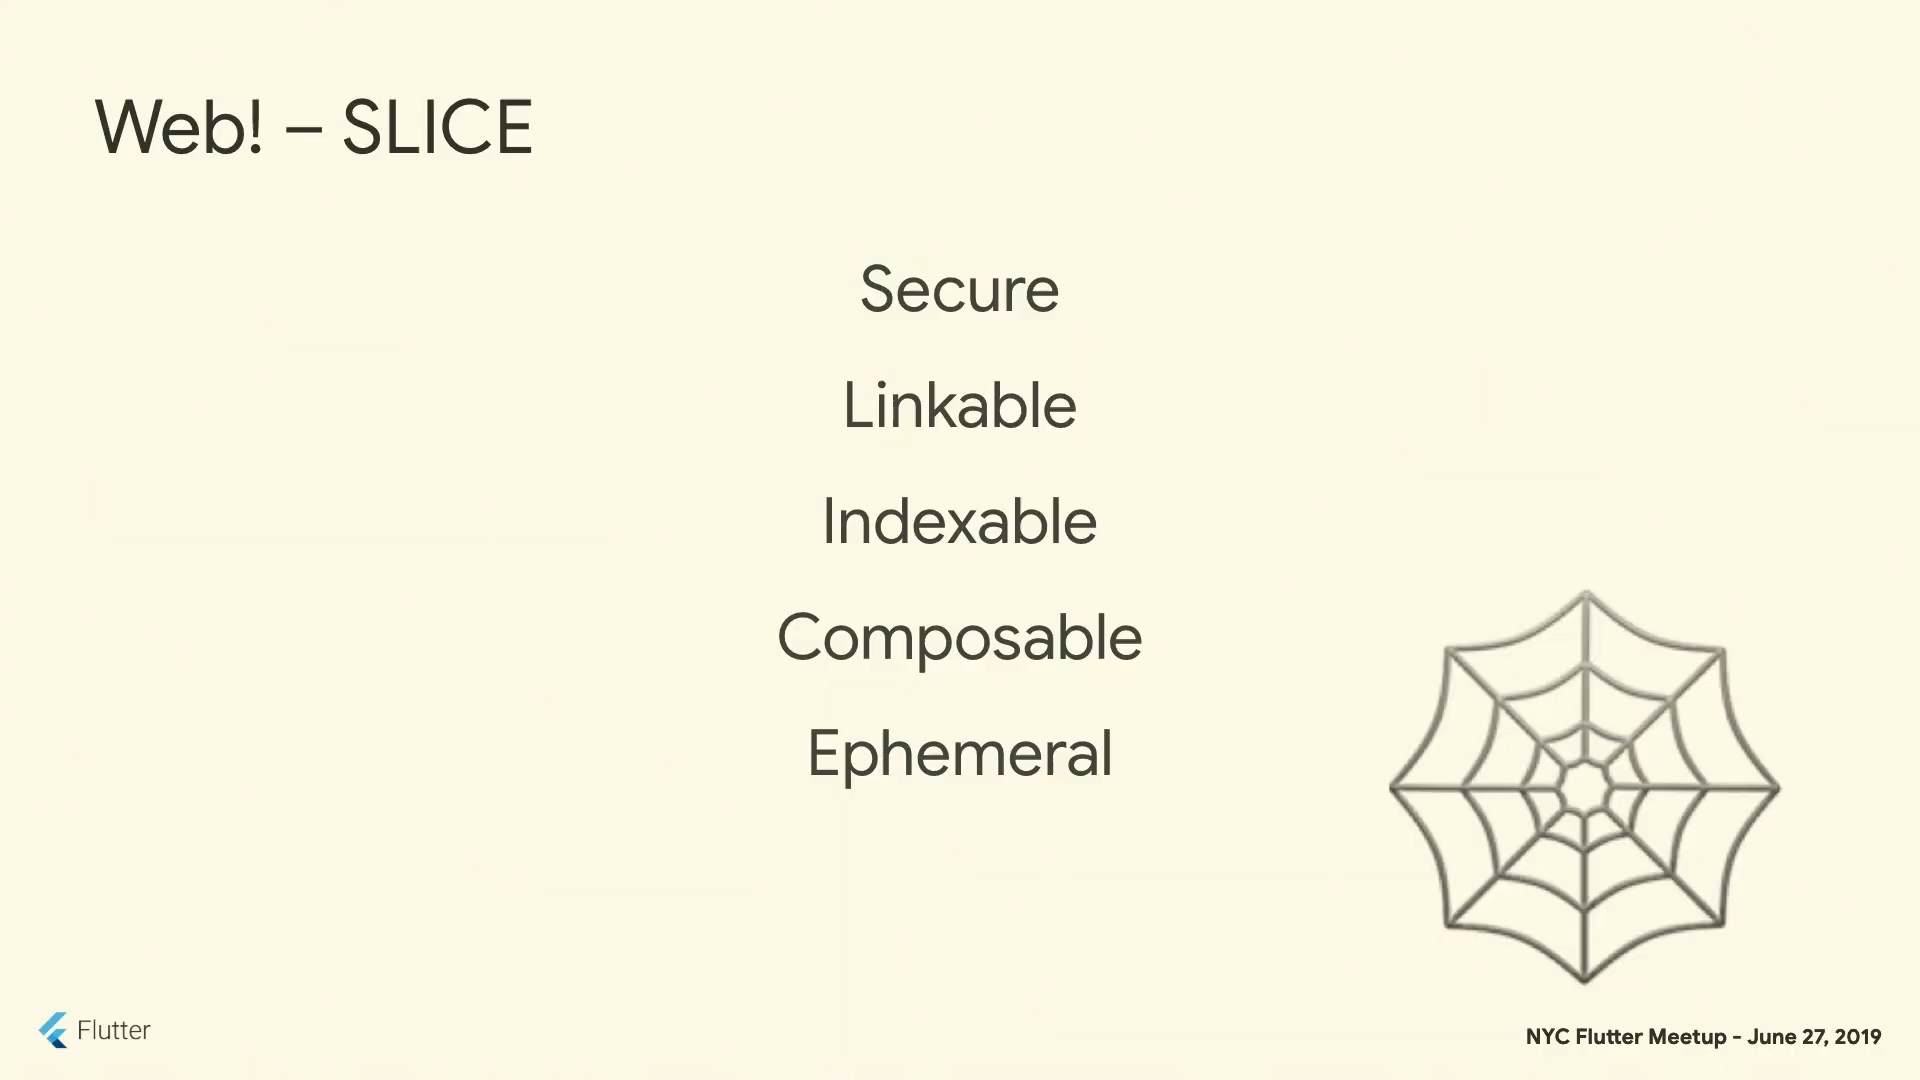 Web! – SLICE
Secure
Linkable
Indexable
Composable
Ephemeral
Flutter
NYC Flutter Meetup - June 27, 2019